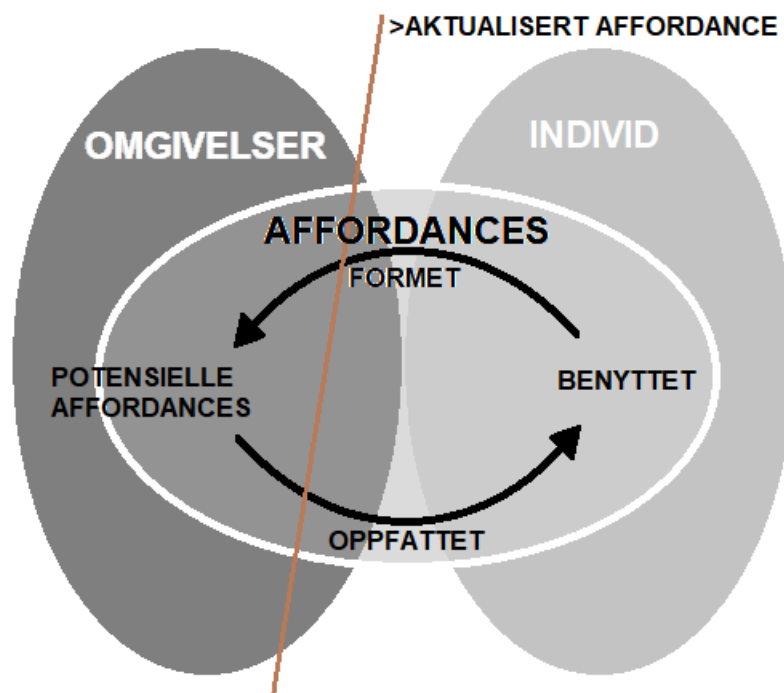 >AKTUALISERT AFFORDANCE
OMGIVELSER
INDIVID
AFFORDANCES
FORMET
POTENSIELLE
AFFORDANCES
BENYTTET
OPPFATTET